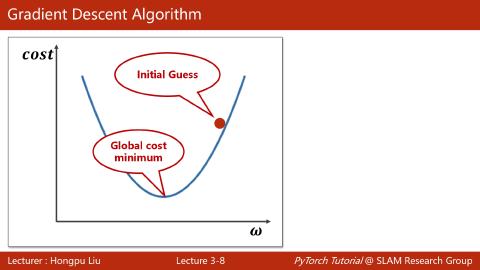 Gradient Descent Algorithm
cost
Initial Guess
Global cost
minimum
ω
Lecturer : Hongpu Liu
Lecture 3-8
PyTorch Tutorial @ SLAM Research Group